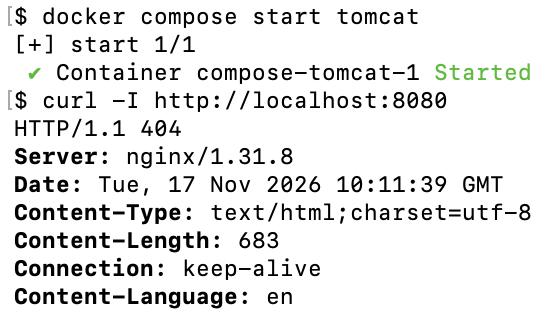 [$ docker compose start tomcat
[+] start 1/1
✔ Container compose-tomcat-1 Started
[$ curl -I http://localhost:8080
HTTP/1.1 404
Server: nginx/1.31.8
Date: Tue, 17 Nov 2026 10:11:39 GMT
Content-Type: text/html;charset=utf-8
Content-Length: 683
Connection: keep-alive
Content-Language: en